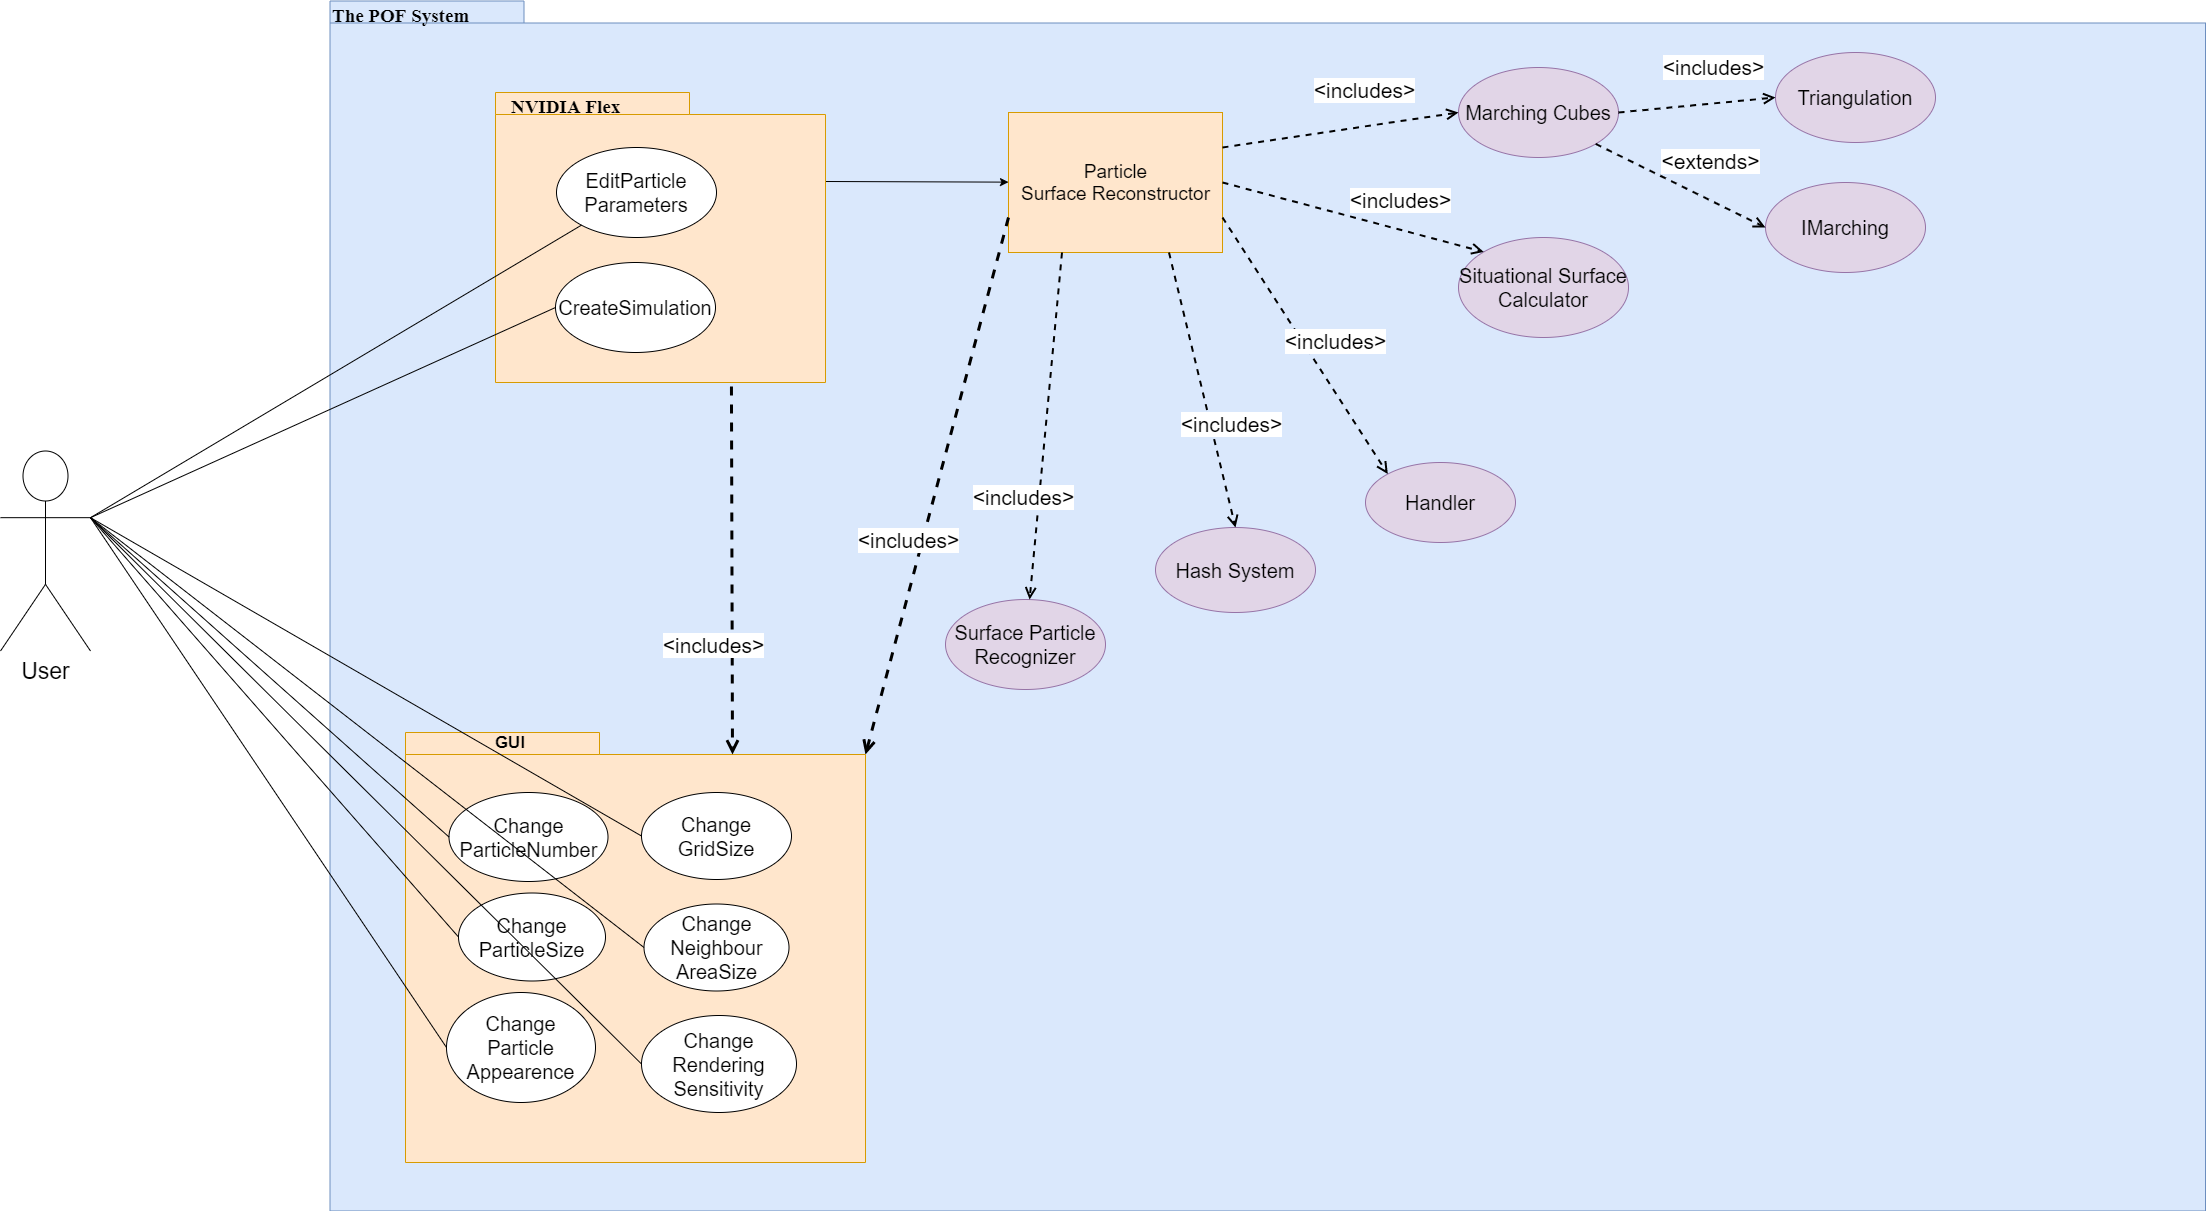 The POF System
NVIDIA Flex
EditParticle
Parameters
CreateSimulation
Particle
Surface Reconstructor
<includes>
Marching Cubes
<includes>
Triangulation
<extends>
IMarching
<includes>
Situational Surface
Calculator
<includes>
Handler
<includes>
Hash System
<includes>
Surface Particle
Recognizer
<includes>
<includes>
User
GUI
Change
ParticleNumber
Change
GridSize
Change
ParticleSize
Change
Neighbour
AreaSize
Change
Particle
Appearence
Change
Rendering
Sensitivity